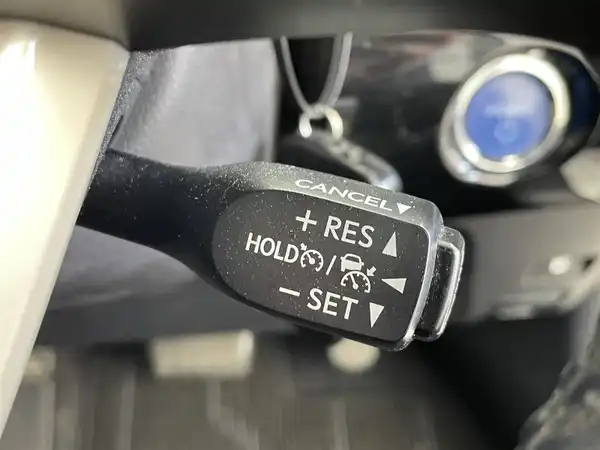 CANCEL▼
+ RES ▲
HOLD /
− SET ▼